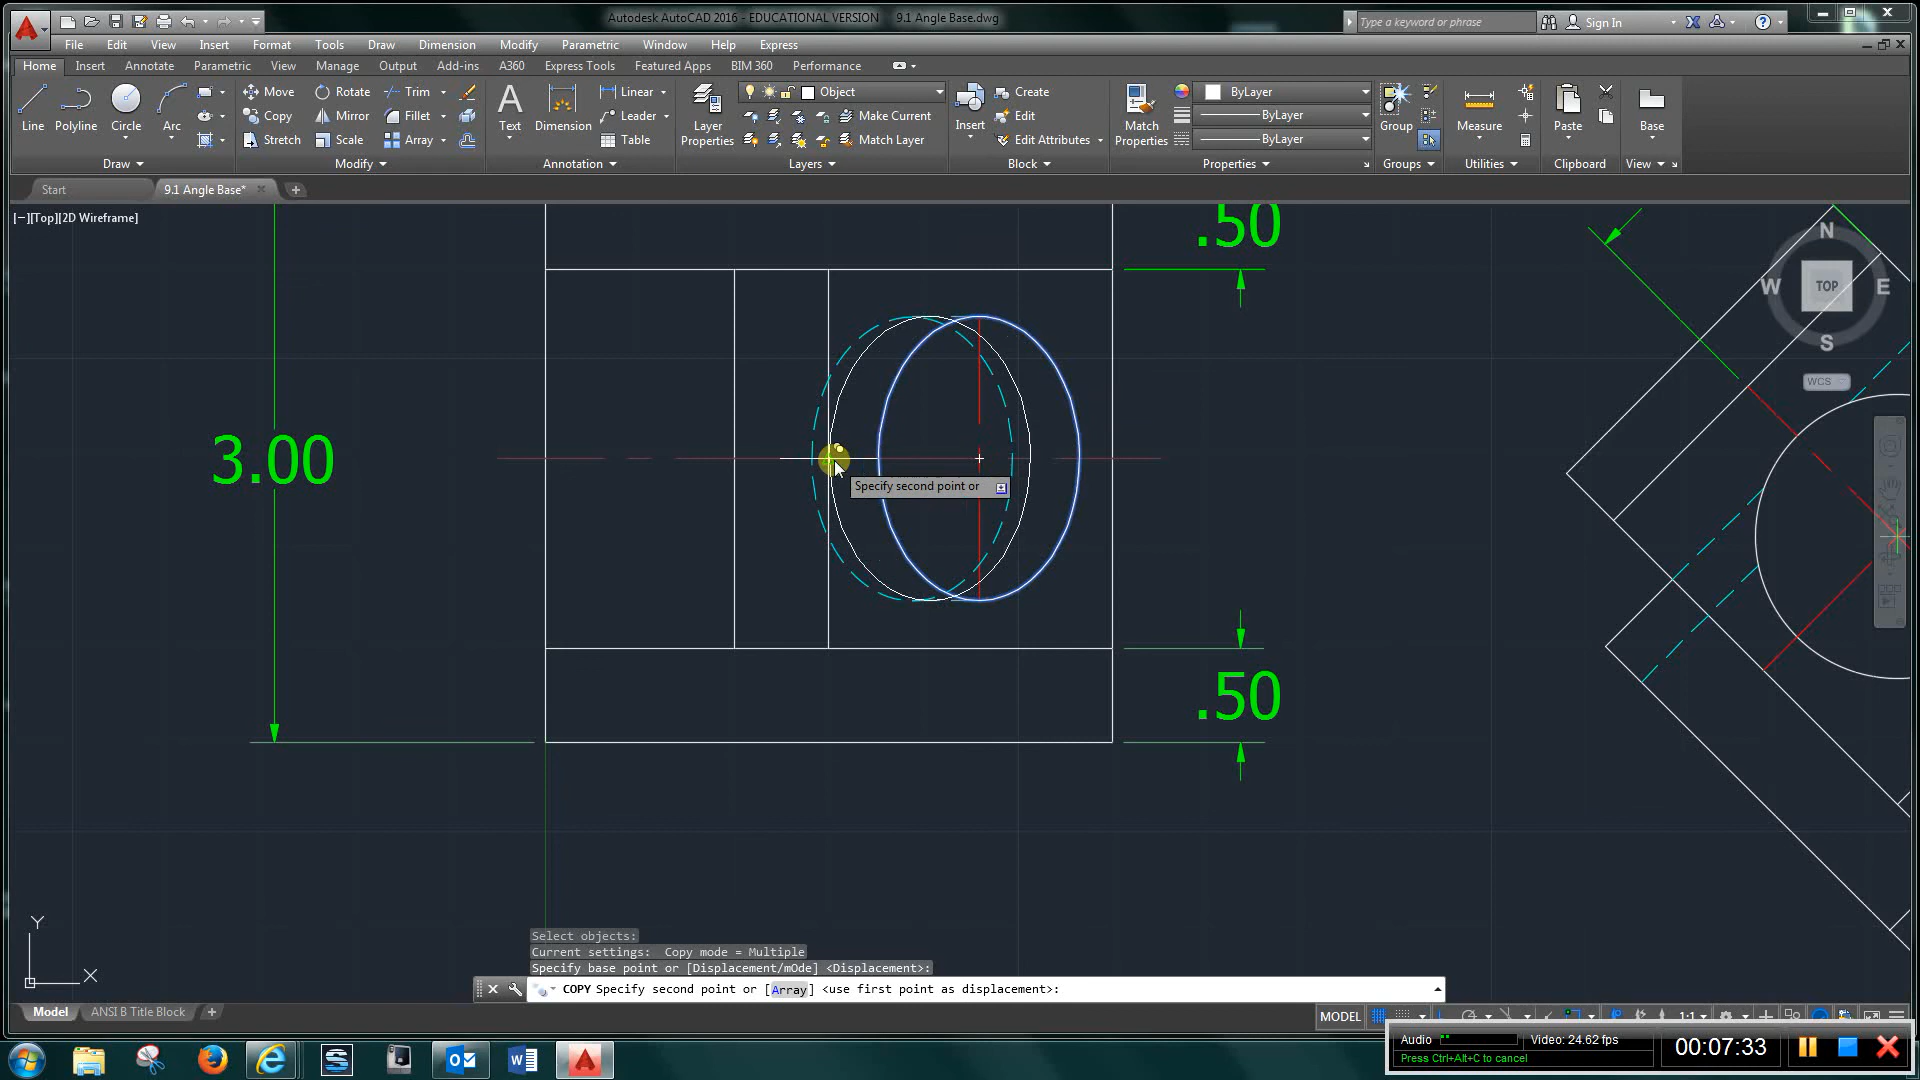 Autodesk AutoCAD 2016 - EDUCATIONAL VERSION 9.1 Angle Base.dwg
Type a keyword or phrase
Sign In
File Edit View Insert Format Tools Draw Dimension Modify Parametric Window Help Express
Home Insert Annotate Parametric View Manage Output Add-ins A360 Express Tools Featured Apps BIM 360 Performance
Line Polyline Circle Arc
Move Rotate Trim
Copy Mirror Fillet
Stretch Scale Array
Text Dimension
Linear
Leader
Table
Layer Properties
Object
Make Current
Match Layer
Insert
Create
Edit
Edit Attributes
Match Properties
ByLayer
ByLayer
ByLayer
Group
Measure
Paste
Base
Draw Modify Annotation Layers Block Properties Groups Utilities Clipboard View
Start 9.1 Angle Base*
[−][Top][2D Wireframe]
.50
N
W TOP E
S
WCS
3.00
Specify second point or
.50
Y
X
Select objects:
Current settings: Copy mode = Multiple
Specify base point or [Displacement/mOde] <Displacement>:
COPY Specify second point or [Array] <use first point as displacement>:
Model ANSI B Title Block
MODEL 1:1
Audio Video: 24.62 fps
Press Ctrl+Alt+C to cancel
00:07:33